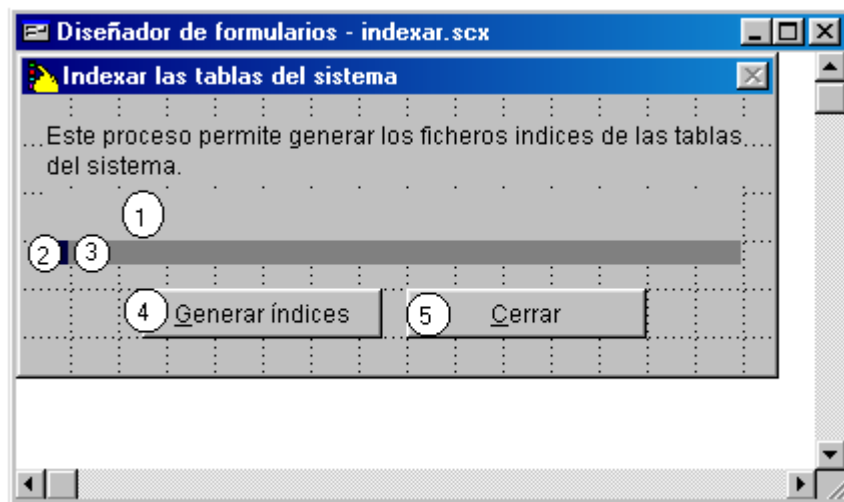 Diseñador de formularios - indexar.scx
Indexar las tablas del sistema
Este proceso permite generar los ficheros indices de las tablas
del sistema.
1
2 3
4 Generar índices 5 Cerrar